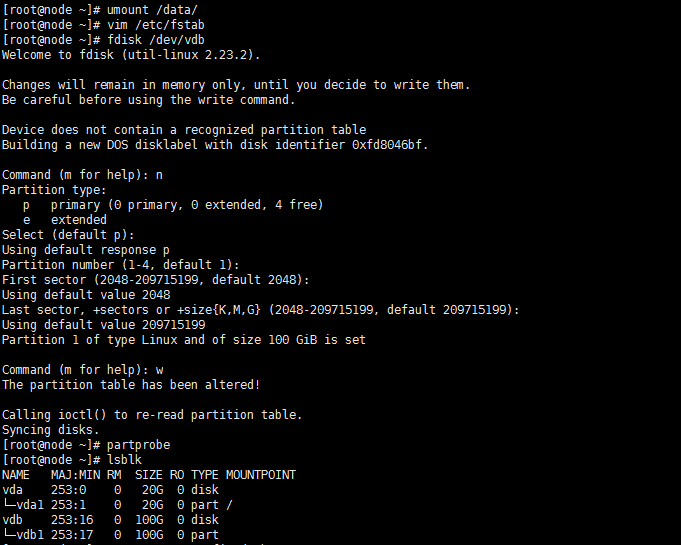 [root@node ~]# umount /data/
[root@node ~]# vim /etc/fstab
[root@node ~]# fdisk /dev/vdb
Welcome to fdisk (util-linux 2.23.2).
Changes will remain in memory only, until you decide to write them.
Be careful before using the write command.
Device does not contain a recognized partition table
Building a new DOS disklabel with disk identifier 0xfd8046bf.
Command (m for help): n
Partition type:
   p   primary (0 primary, 0 extended, 4 free)
   e   extended
Select (default p):
Using default response p
Partition number (1-4, default 1):
First sector (2048-209715199, default 2048):
Using default value 2048
Last sector, +sectors or +size{K,M,G} (2048-209715199, default 209715199):
Using default value 209715199
Partition 1 of type Linux and of size 100 GiB is set
Command (m for help): w
The partition table has been altered!
Calling ioctl() to re-read partition table.
Syncing disks.
[root@node ~]# partprobe
[root@node ~]# lsblk
NAME   MAJ:MIN RM  SIZE RO TYPE MOUNTPOINT
vda    253:0    0   20G  0 disk
└─vda1 253:1    0   20G  0 part /
vdb    253:16   0  100G  0 disk
└─vdb1 253:17   0  100G  0 part